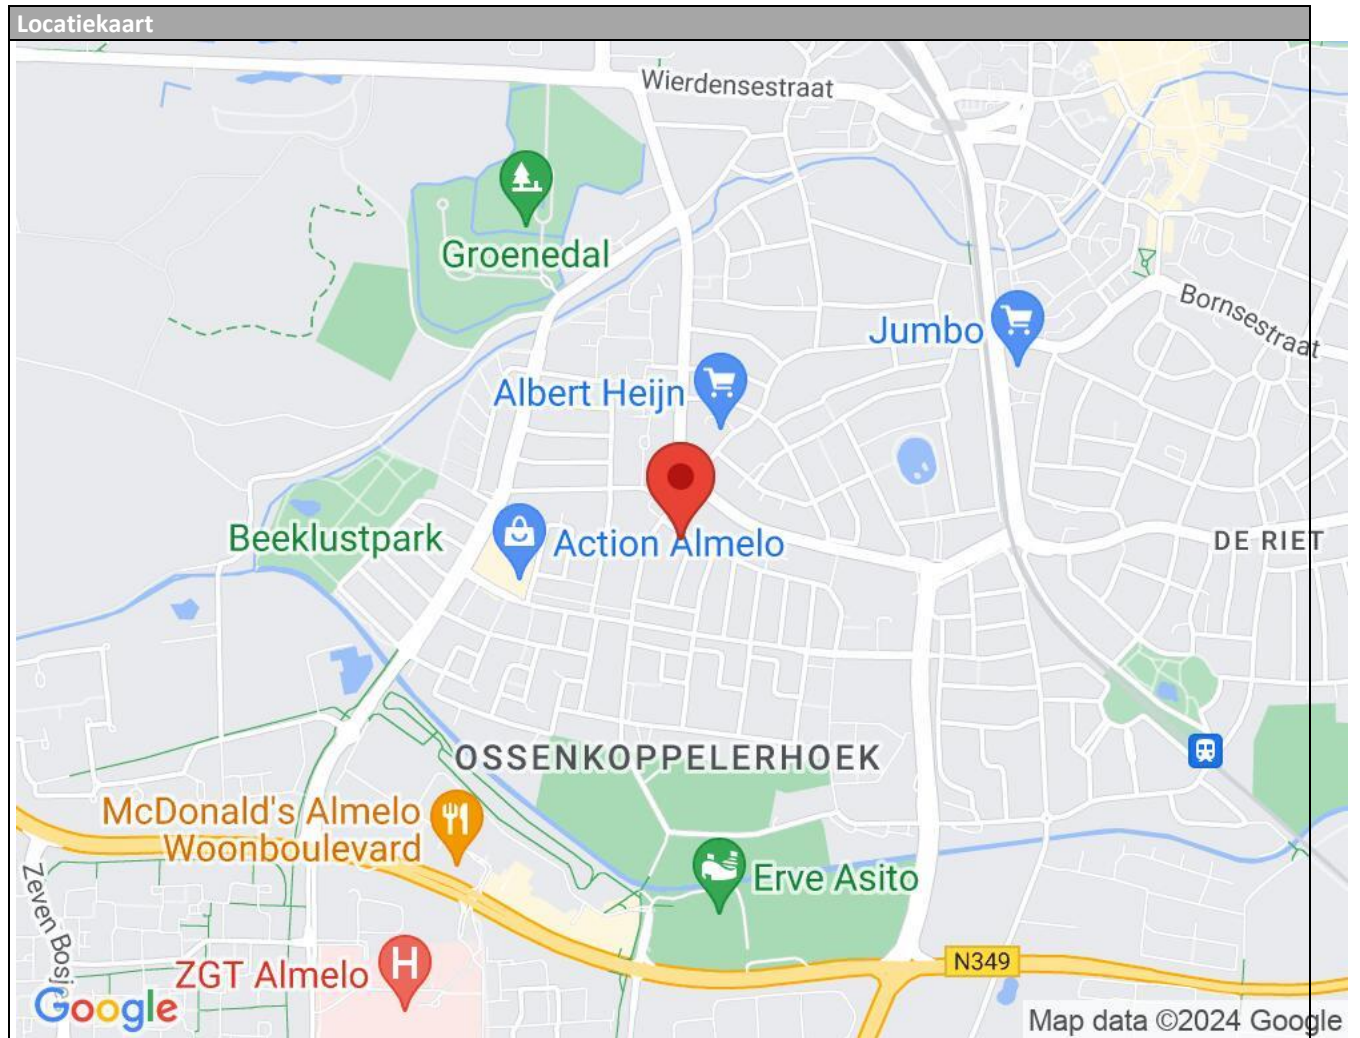 Locatiekaart
Wierdensestraat
Groenedal
Bornsestraat
Jumbo
Albert Heijn
Beeklustpark
Action Almelo
DE RIET
OSSENKOPPELERHOEK
McDonald's Almelo
Woonboulevard
Erve Asito
Zeven Bosje
ZGT Almelo
H
N349
Google
Map data ©2024 Google